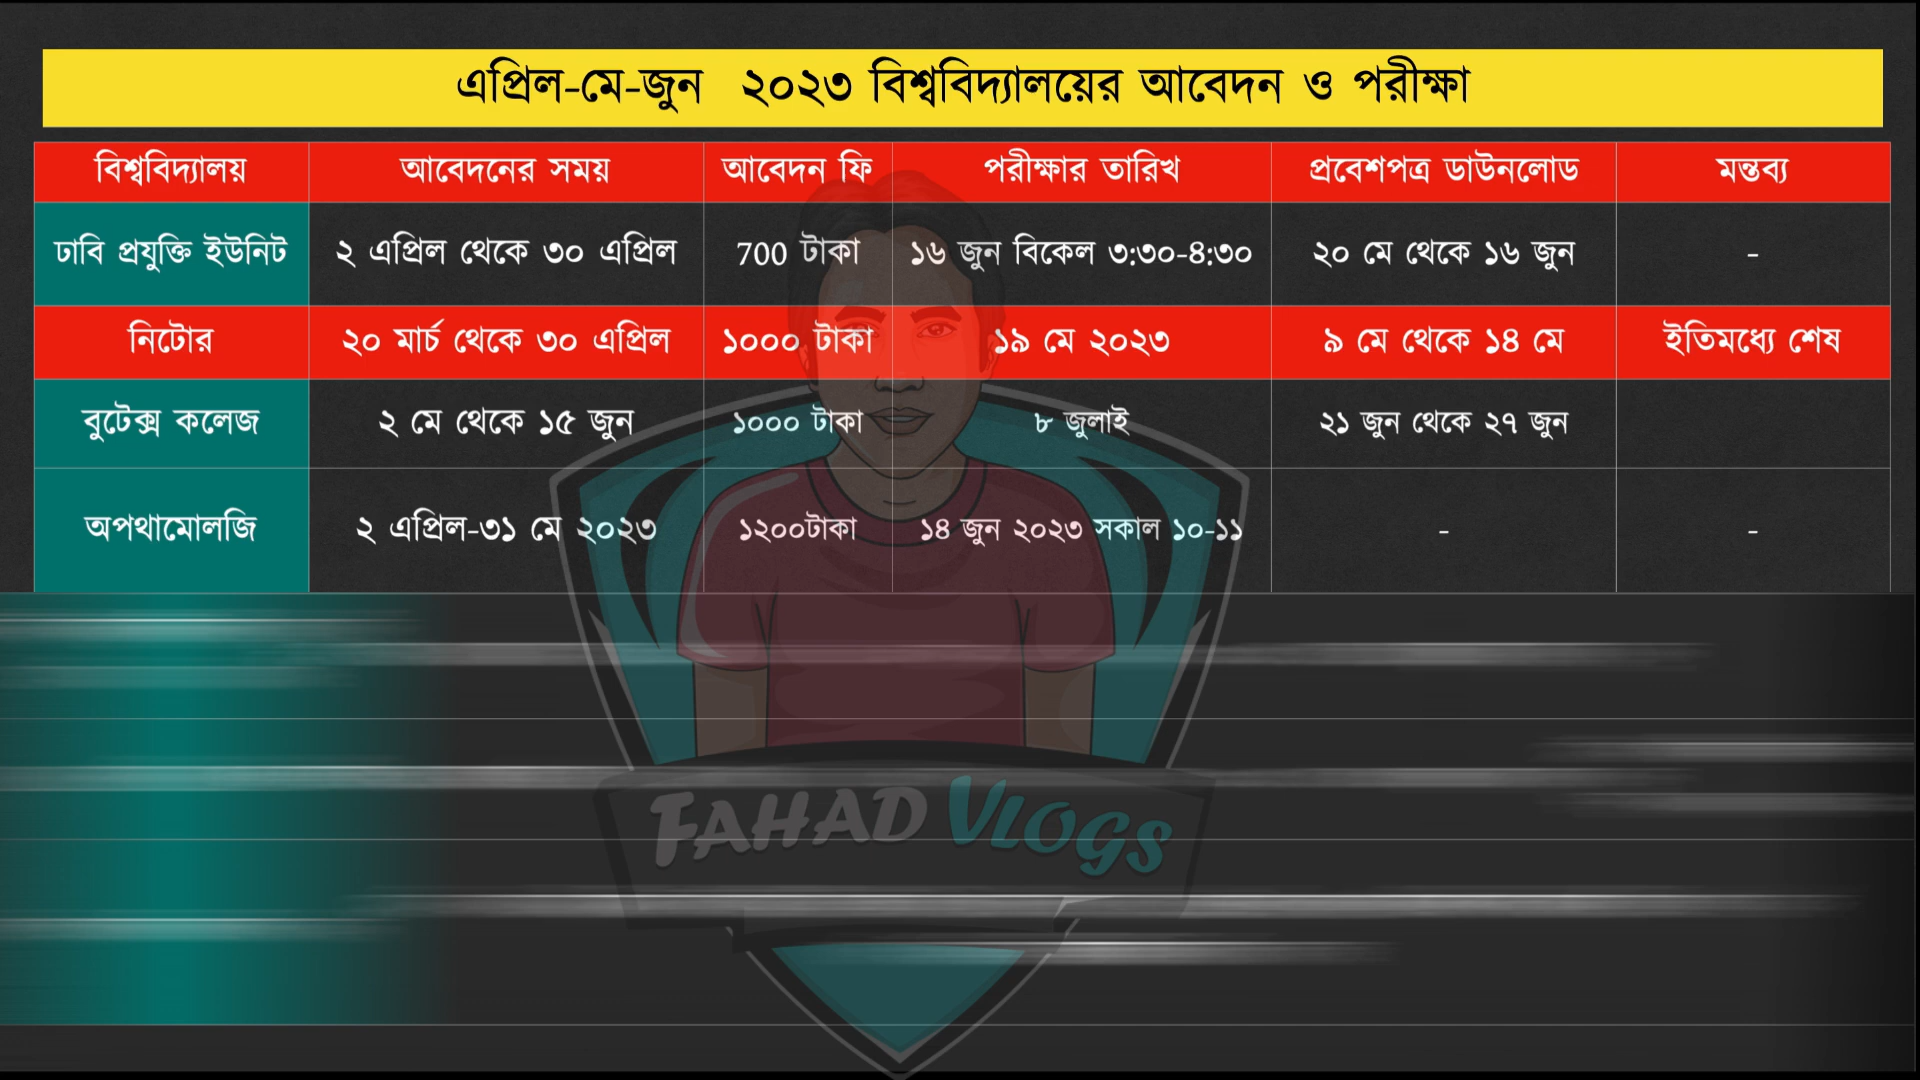 এপ্রিল-মে-জুন ২০২৩ বিশ্ববিদ্যালয়ের আবেদন ও পরীক্ষা
বিশ্ববিদ্যালয় আবেদনের সময় আবেদন ফি পরীক্ষার তারিখ প্রবেশপত্র ডাউনলোড মন্তব্য
ঢাবি প্রযুক্তি ইউনিট ২ এপ্রিল থেকে ৩০ এপ্রিল 700 টাকা ১৬ জুন বিকেল ৩:৩০-৪:৩০ ২০ মে থেকে ১৬ জুন -
নিটোর ২০ মার্চ থেকে ৩০ এপ্রিল ১০০০ টাকা ১৯ মে ২০২৩ ৯ মে থেকে ১৪ মে ইতিমধ্যে শেষ
বুটেক্স কলেজ ২ মে থেকে ১৫ জুন ১০০০ টাকা ৮ জুলাই ২১ জুন থেকে ২৭ জুন
অপথামোলজি ২ এপ্রিল-৩১ মে ২০২৩ ১২০০টাকা ১৪ জুন ২০২৩ সকাল ১০-১১ - -
FAHAD VLOGS